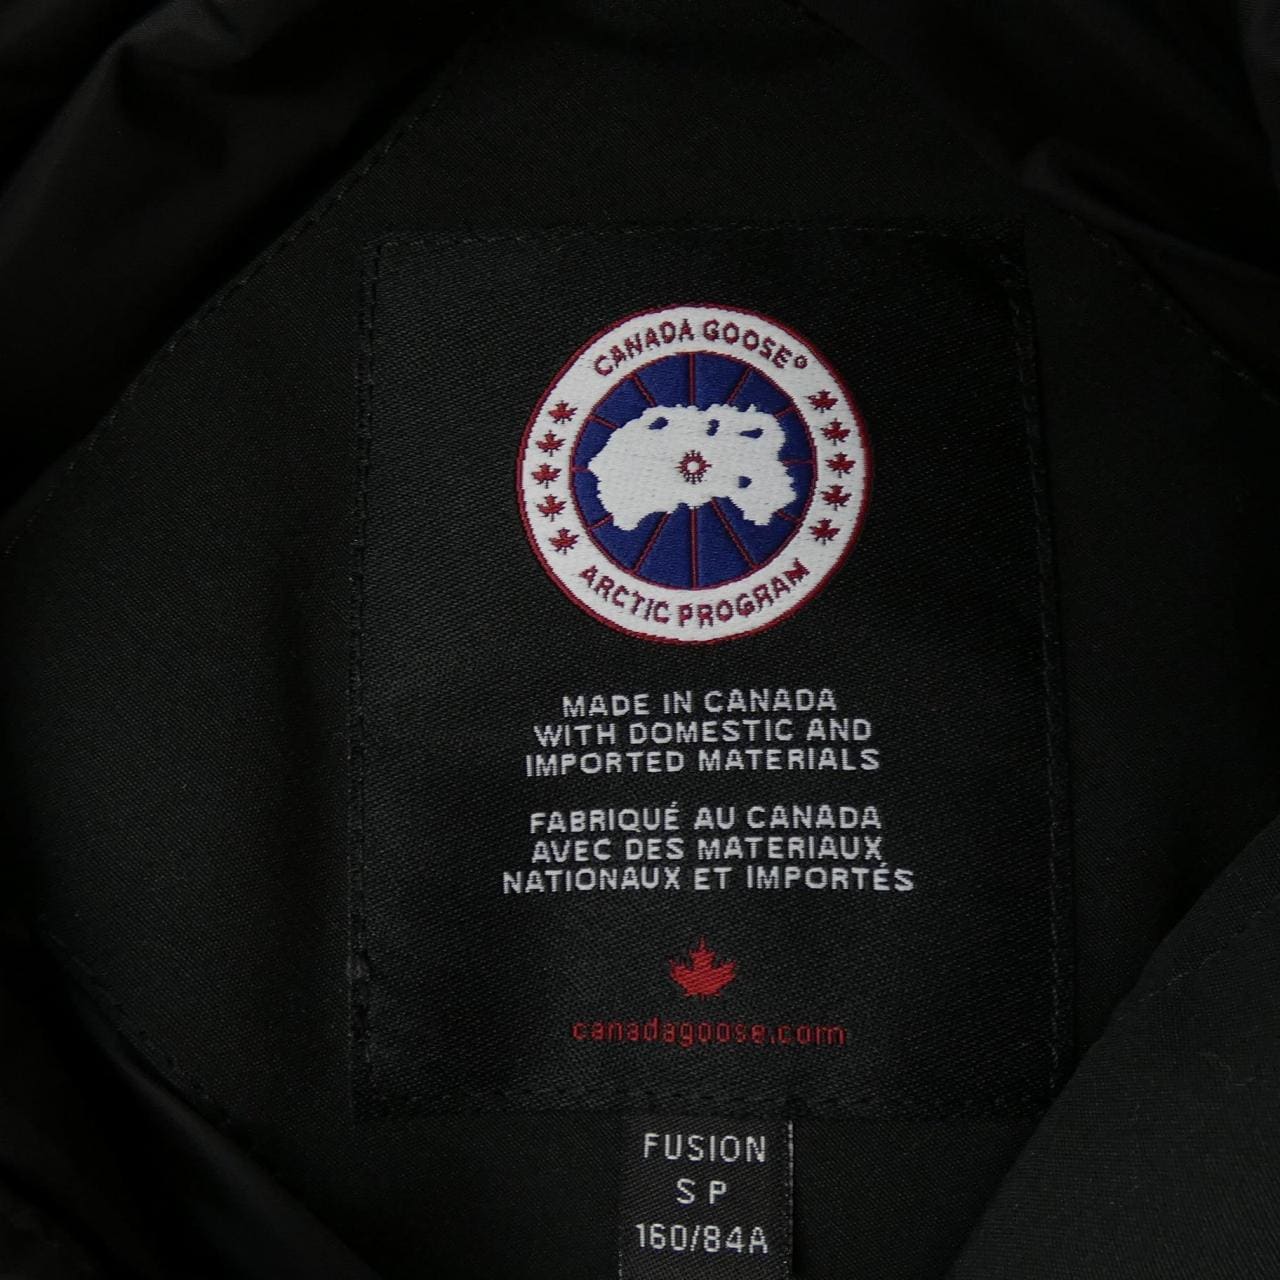 CANADA GOOSE®
ARCTIC PROGRAM
MADE IN CANADA
WITH DOMESTIC AND
IMPORTED MATERIALS
FABRIQUÉ AU CANADA
AVEC DES MATERIAUX
NATIONAUX ET IMPORTÉS
canadagoose.com
FUSION
S P
160/84A